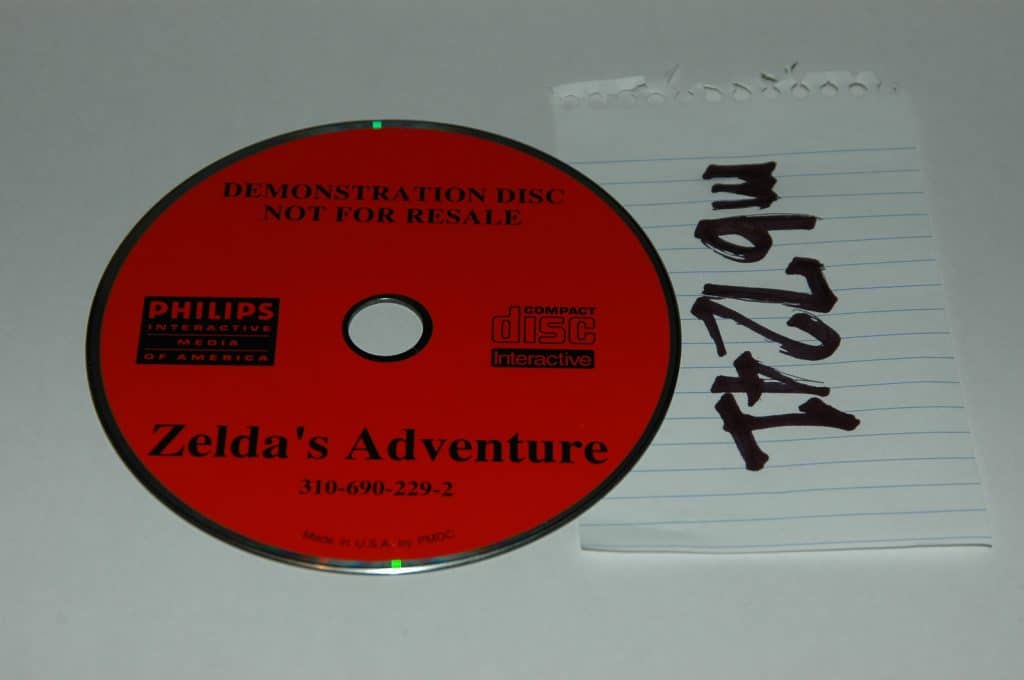 DEMONSTRATION DISC
NOT FOR RESALE
PHILIPS
INTERACTIVE
MEDIA
OF AMERICA
COMPACT
disc
Interactive
Zelda's Adventure
310-690-229-2
Made in U.S.A. by PMDC
mb7241